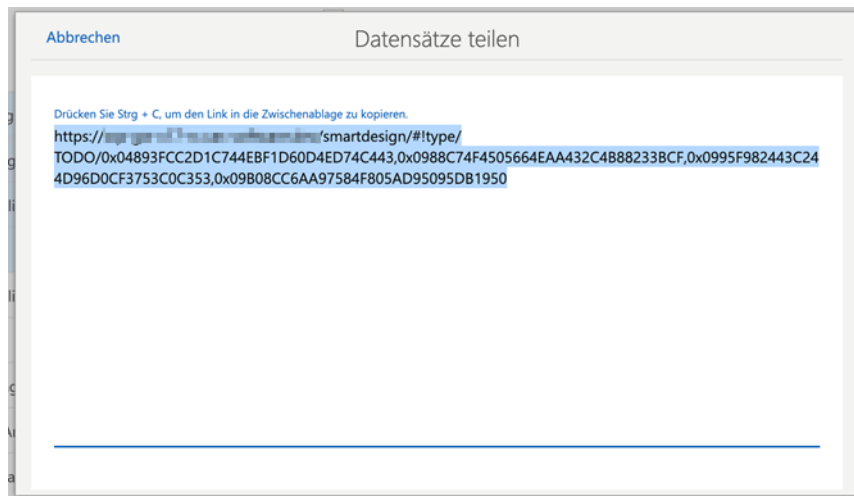 Abbrechen
Datensätze teilen
Drücken Sie Strg + C, um den Link in die Zwischenablage zu kopieren.
https:// /smartdesign/#!type/
TODO/0x04893FCC2D1C744EBF1D60D4ED74C443,0x0988C74F4505664EAA432C4B88233BCF,0x0995F982443C24
4D96D0CF3753C0C353,0x09B08CC6AA97584F805AD95095DB1950